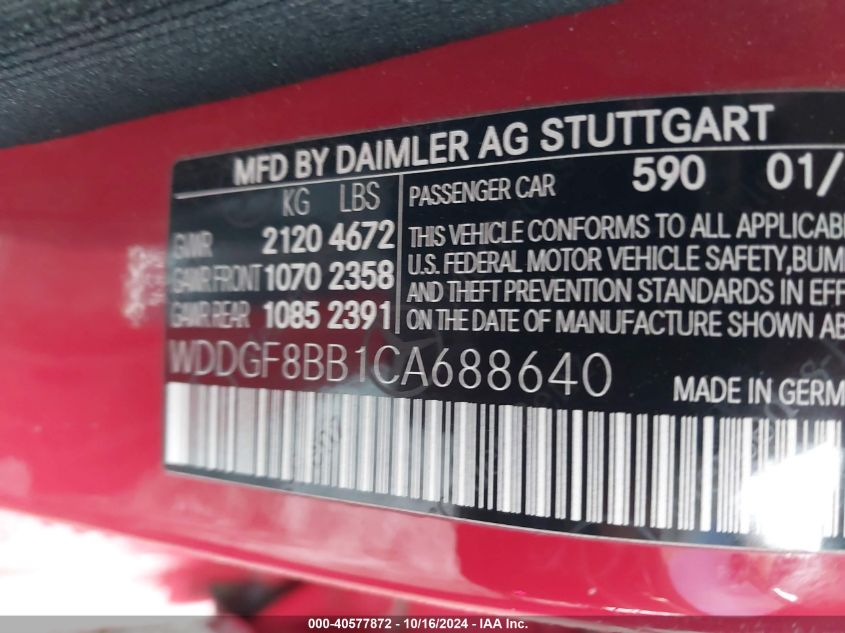 MFD BY DAIMLER AG STUTTGART
KG LBS
GVWR 2120 4672
GAWR FRONT 1070 2358
GAWR REAR 1085 2391
PASSENGER CAR 590 01/
THIS VEHICLE CONFORMS TO ALL APPLICABL
U.S. FEDERAL MOTOR VEHICLE SAFETY, BUM
AND THEFT PREVENTION STANDARDS IN EFF
ON THE DATE OF MANUFACTURE SHOWN AB
WDDGF8BB1CA688640
MADE IN GERM
000-40577872 / 10/16/2024 - IAA Inc.